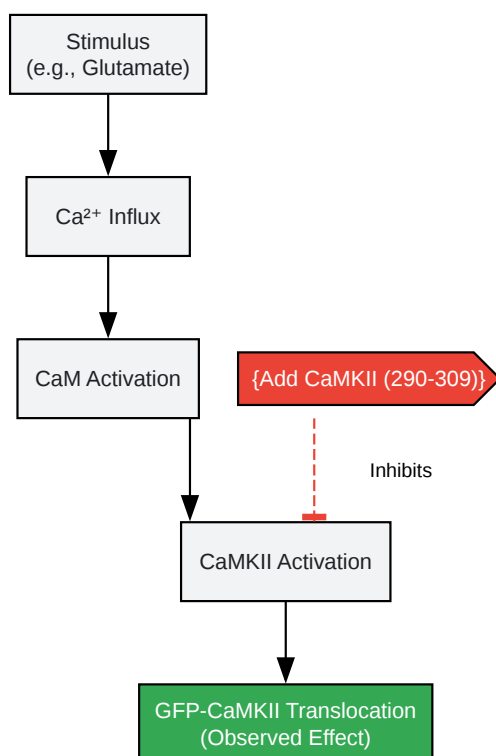 Stimulus
(e.g., Glutamate)
Ca²⁺ Influx
CaM Activation
{Add CaMKII (290-309)}
Inhibits
CaMKII Activation
GFP-CaMKII Translocation
(Observed Effect)